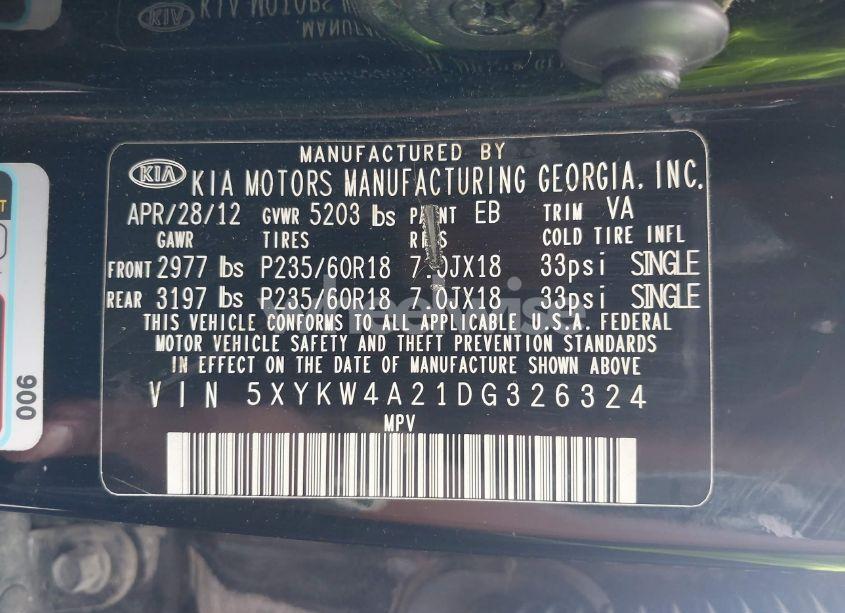 MANUFACTURED BY
KIA KIA MOTORS MANUFACTURING GEORGIA, INC.
APR/28/12 GVWR 5203 lbs PAINT EB TRIM VA
GAWR TIRES RIMS COLD TIRE INFL
FRONT 2977 lbs P235/60R18 7.0JX18 33psi SINGLE
REAR 3197 lbs P235/60R18 7.0JX18 33psi SINGLE
THIS VEHICLE CONFORMS TO ALL APPLICABLE U.S.A. FEDERAL
MOTOR VEHICLE SAFETY AND THEFT PREVENTION STANDARDS
IN EFFECT ON THE DATE OF MANUFACTURE SHOWN ABOVE
VIN 5XYKW4A21DG326324
MPV
006